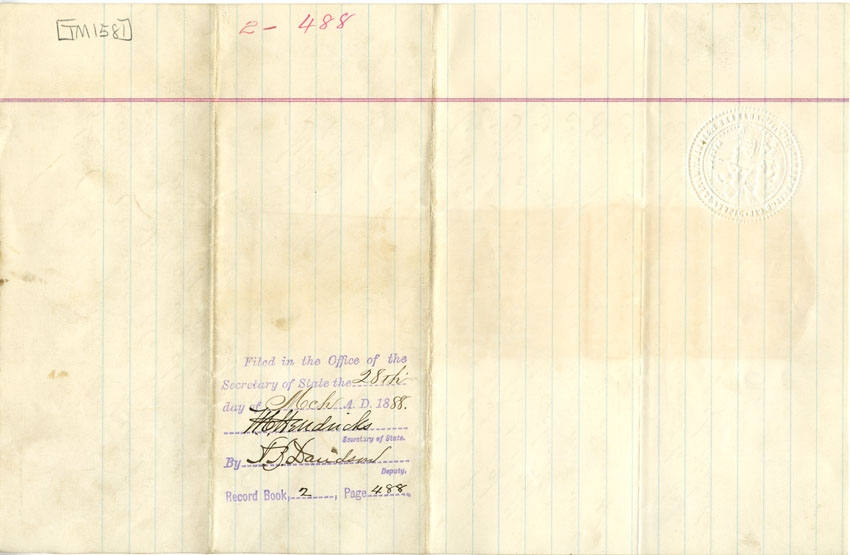 [TM1581]
2 - 488
Filed in the Office of the
Secretary of State the 28th
day of Mch A. D. 1888.
W C Hendricks
Secretary of State.
By F B Davidson
Deputy.
Record Book, 2, Page 488.